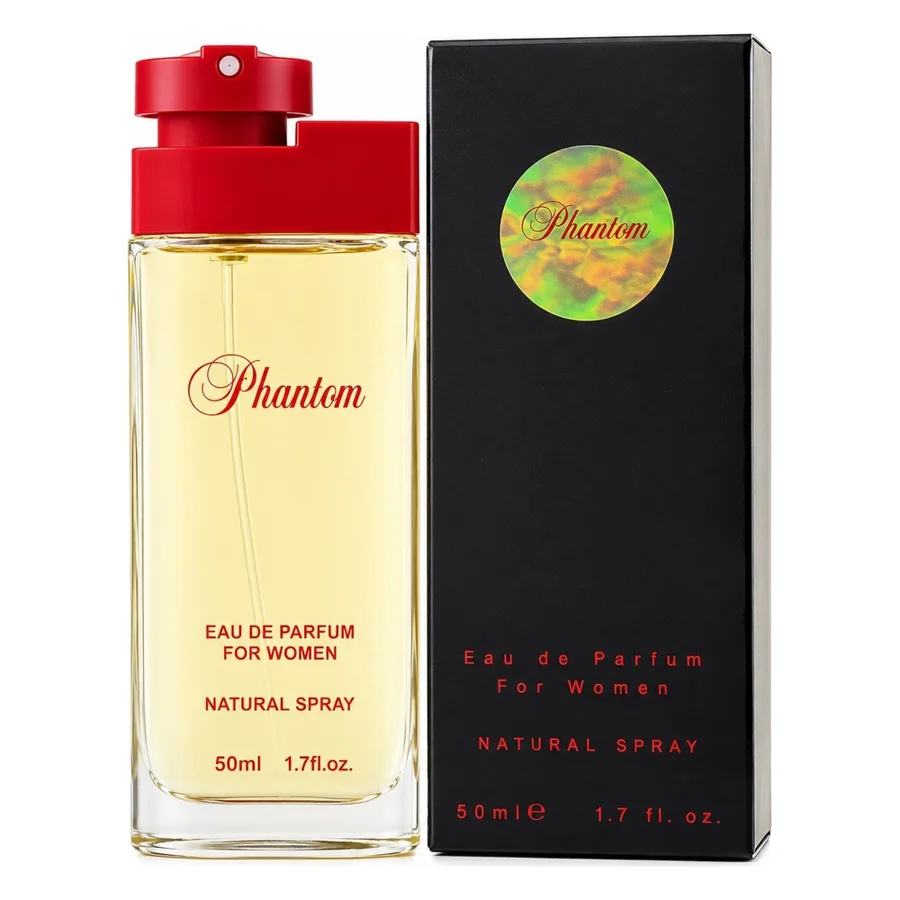 Phantom
EAU DE PARFUM
FOR WOMEN
NATURAL SPRAY
50ml 1.7fl.oz.
Phantom
Eau de Parfum
For Women
NATURAL SPRAY
50ml℮ 1.7 fl. oz.